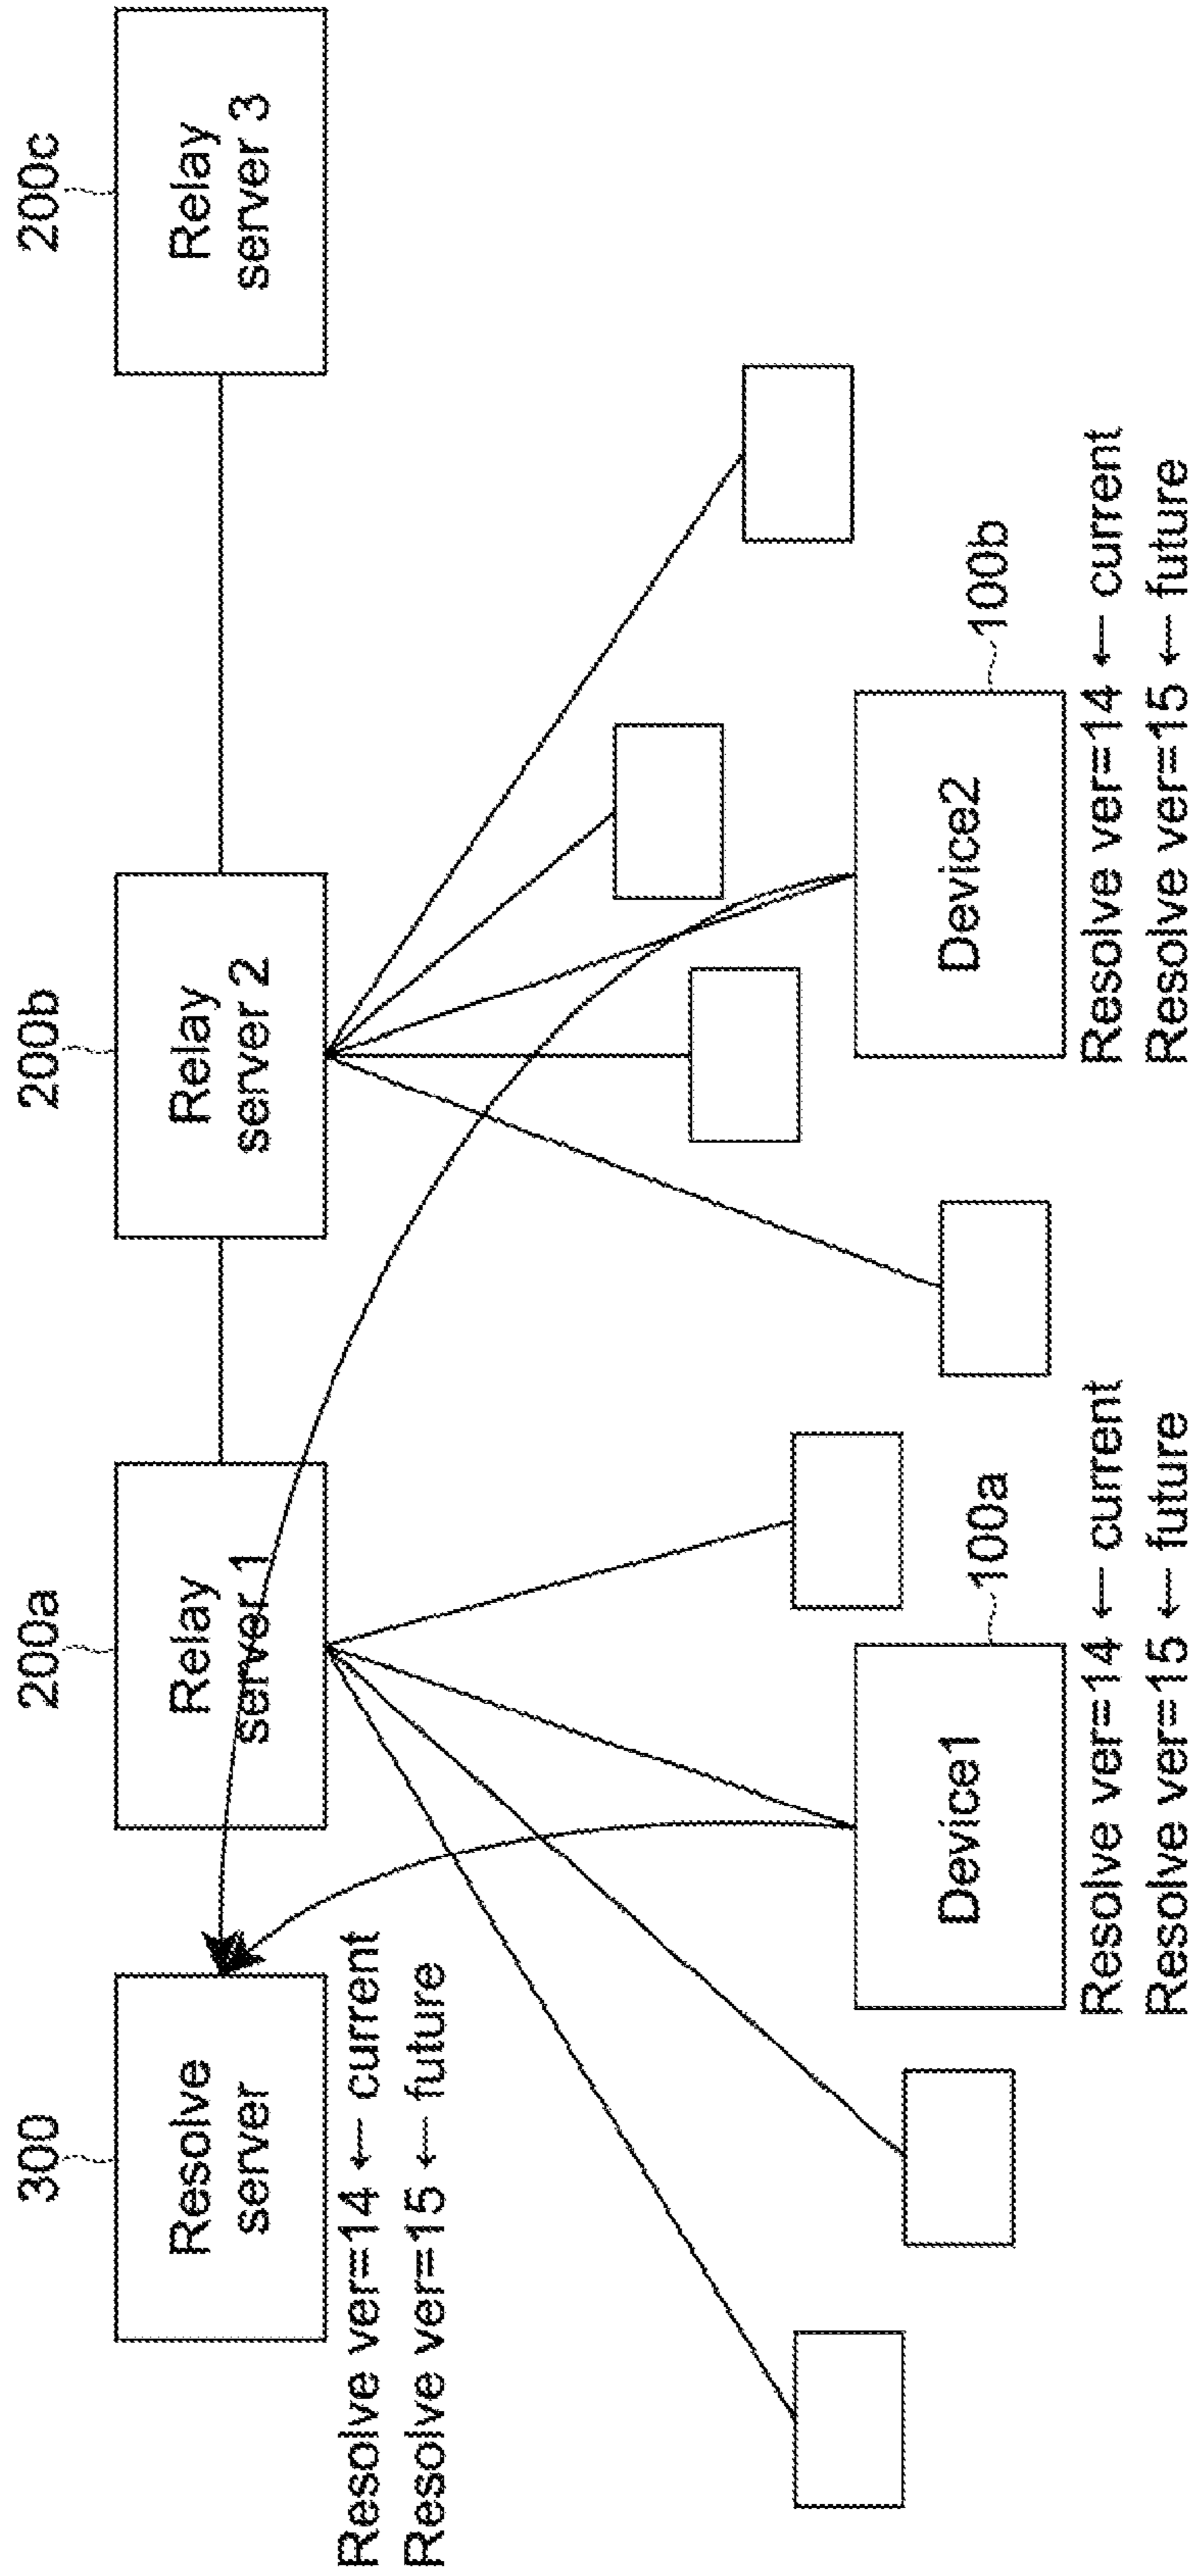 300
Resolve
server
Resolve ver=14 ← current
Resolve ver=15 ← future
200a
Relay
server 1
200b
Relay
server 2
200c
Relay
server 3
Device1
100a
Resolve ver=14 ← current
Resolve ver=15 ← future
Device2
100b
Resolve ver=14 ← current
Resolve ver=15 ← future